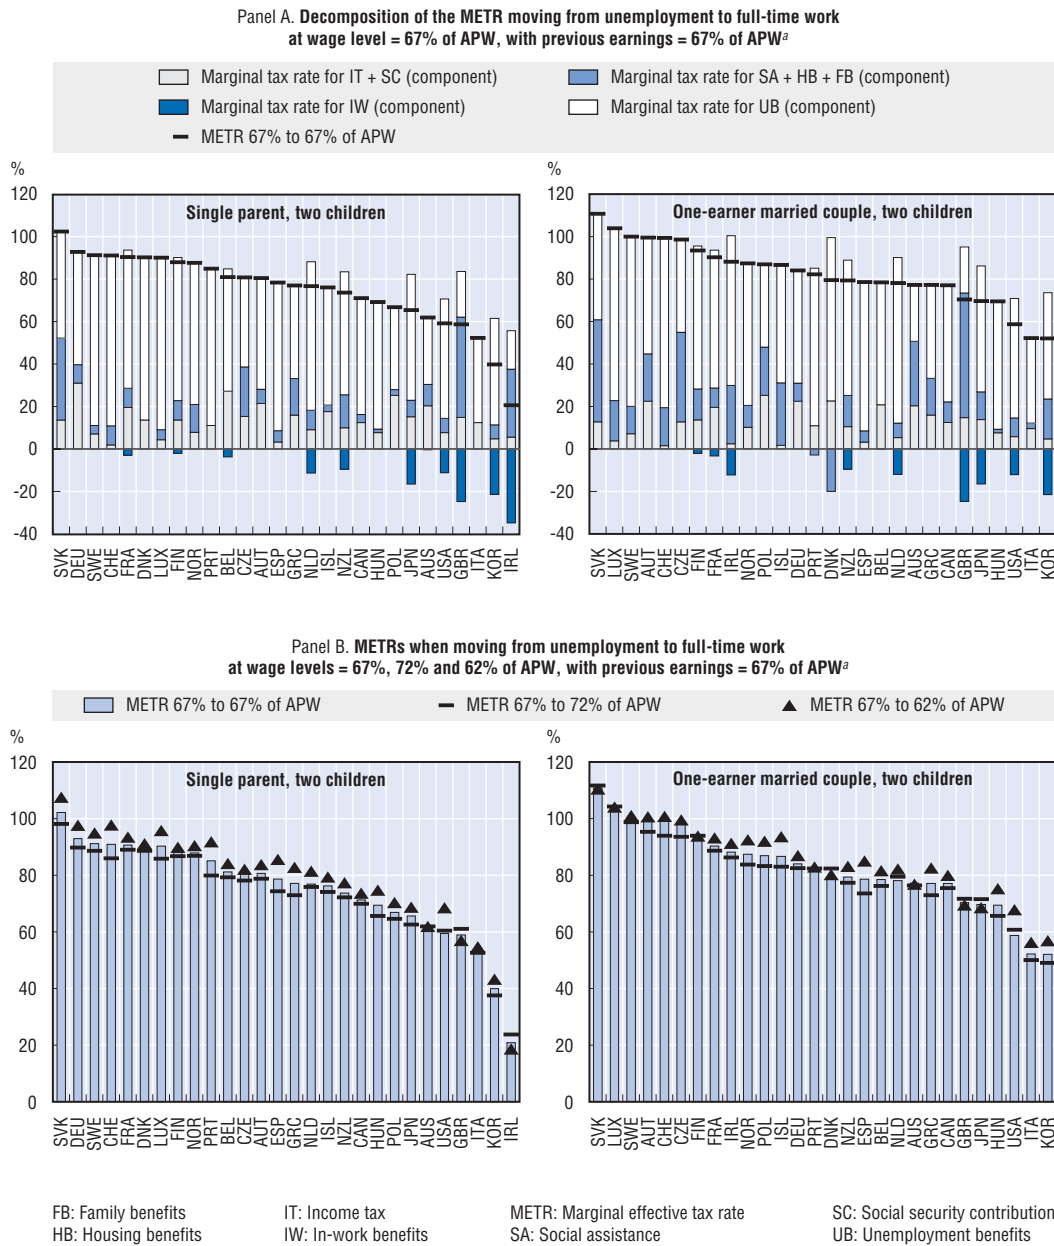 Panel A. Decomposition of the METR moving from unemployment to full-time work
at wage level = 67% of APW, with previous earnings = 67% of APWa
Marginal tax rate for IT + SC (component)
Marginal tax rate for SA + HB + FB (component)
Marginal tax rate for IW (component)
Marginal tax rate for UB (component)
METR 67% to 67% of APW
%
120
100
80
60
40
20
0
-20
-40
Single parent, two children
SVK DEU SWE CHE FRA DNK LUX FIN NOR PRT BEL CZE AUT ESP GRC NLD ISL NZL CAN HUN POL JPN AUS USA GBR ITA KOR IRL
%
120
100
80
60
40
20
0
-20
-40
One-earner married couple, two children
SVK LUX SWE AUT CHE CZE FIN FRA IRL NOR POL ISL DEU PRT DNK NZL ESP BEL NLD AUS GRC CAN GBR JPN HUN USA ITA KOR
Panel B. METRs when moving from unemployment to full-time work
at wage levels = 67%, 72% and 62% of APW, with previous earnings = 67% of APWa
METR 67% to 67% of APW
METR 67% to 72% of APW
METR 67% to 62% of APW
%
120
100
80
60
40
20
0
Single parent, two children
SVK DEU SWE CHE FRA DNK LUX FIN NOR PRT BEL CZE AUT ESP GRC NLD ISL NZL CAN HUN POL JPN AUS USA GBR ITA KOR IRL
%
120
100
80
60
40
20
0
One-earner married couple, two children
SVK LUX SWE AUT CHE CZE FIN FRA IRL NOR POL ISL DEU PRT DNK NZL ESP BEL NLD AUS GRC CAN GBR JPN HUN USA ITA KOR
FB: Family benefits
IT: Income tax
METR: Marginal effective tax rate
SC: Social security contribution
HB: Housing benefits
IW: In-work benefits
SA: Social assistance
UB: Unemployment benefits